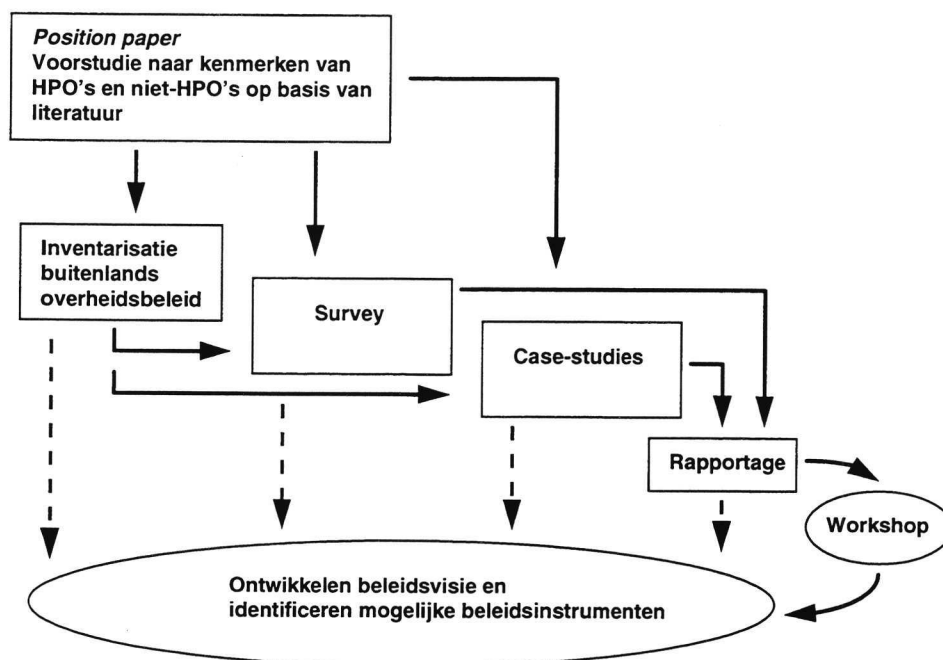 Position paper
Voorstudie naar kenmerken van
HPO's en niet-HPO's op basis van
literatuur
Inventarisatie
buitenlands
overheidsbeleid
Survey
Case-studies
Rapportage
Workshop
Ontwikkelen beleidsvisie en
identificeren mogelijke beleidsinstrumenten